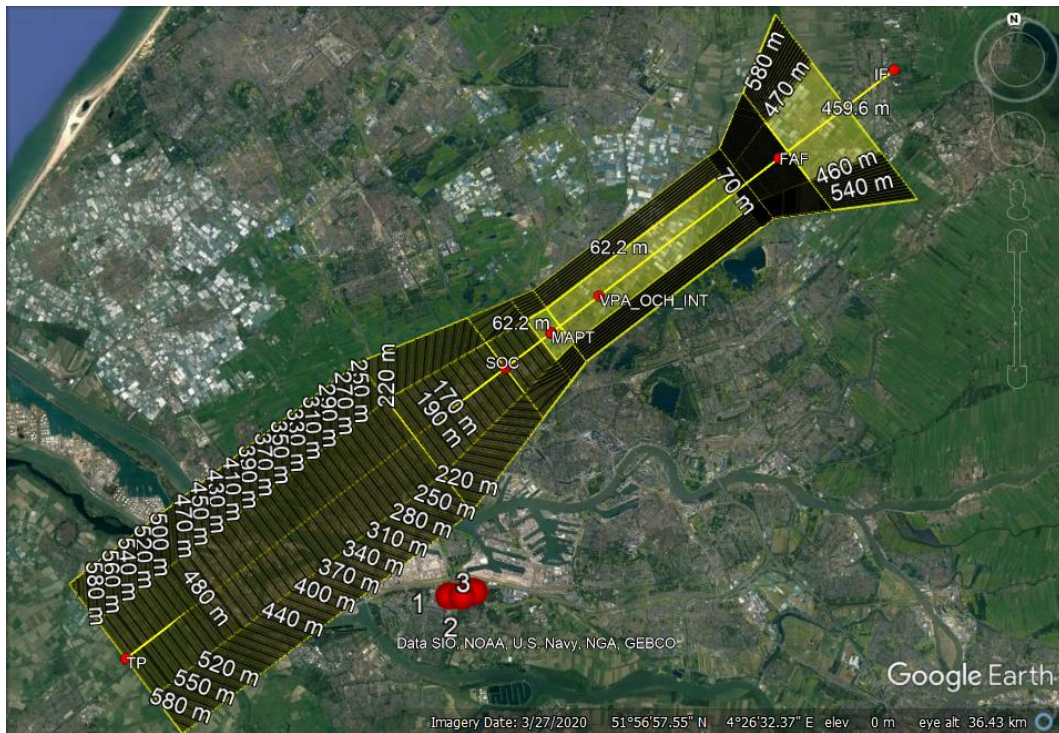 N
IF
580 m
470 m
459.6 m
FAF
460 m
540 m
70 m
62.2 m
VPA_OCH_INT
62.2 m
MAPT
SOC
220 m
250 m
270 m
290 m
310 m
330 m
350 m
370 m
390 m
410 m
430 m
450 m
470 m
500 m
520 m
540 m
560 m
580 m
170 m
190 m
220 m
250 m
280 m
310 m
340 m
370 m
400 m
440 m
480 m
520 m
550 m
580 m
TP
1
2
3
Data SIO, NOAA, U.S. Navy, NGA, GEBCO
Google Earth
Imagery Date: 3/27/2020 51°56'57.55" N 4°26'32.37" E elev 0 m eye alt 36.43 km